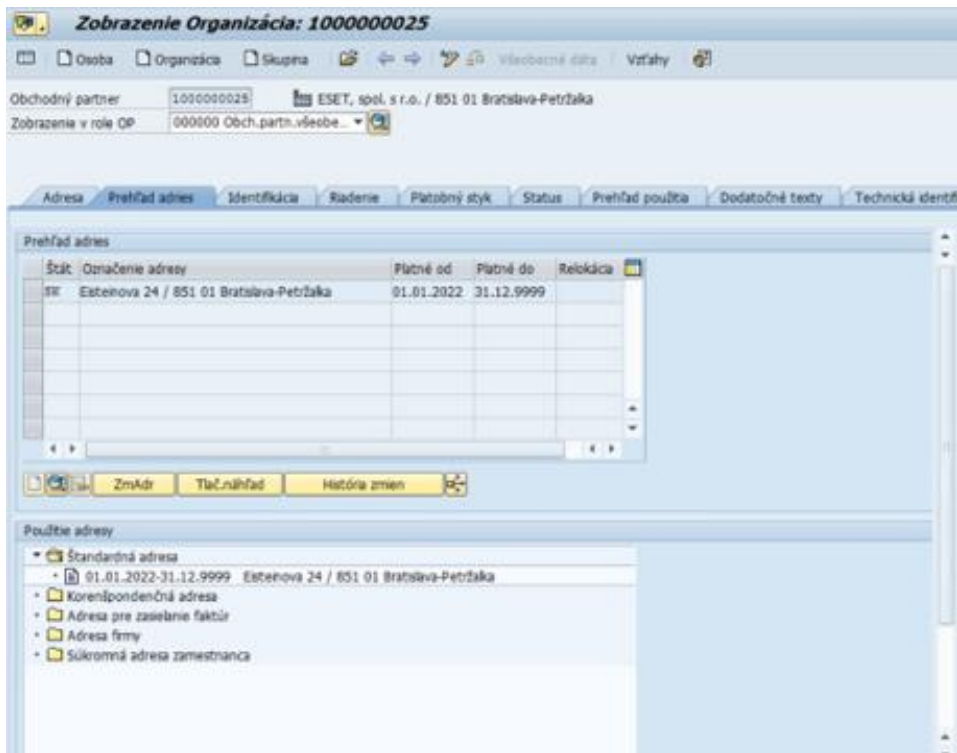 Zobrazenie Organizácia: 1000000025
Osoba Organizácia Skupina Všeobecné dáta Vzťahy
Obchodný partner 1000000025 ESET, spol. s r.o. / 851 01 Bratislava-Petržalka
Zobrazenie v role OP 000000 Obch.partn.všeobe...
Adresa Prehľad adries Identifikácia Riadenie Platobný styk Status Prehľad použitia Dodatočné texty Technická identif
Prehľad adries
Štát Označenie adresy Platné od Platné do Relokácia
SK Eisteinova 24 / 851 01 Bratislava-Petržalka 01.01.2022 31.12.9999
ZmAdr Tlač.náhľad História zmien
Použitie adresy
Štandardná adresa
01.01.2022-31.12.9999 Eisteinova 24 / 851 01 Bratislava-Petržalka
Korenšpondenčná adresa
Adresa pre zasielanie faktúr
Adresa firmy
Súkromná adresa zamestnanca